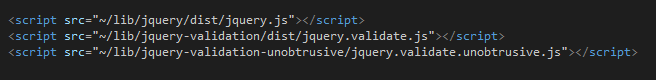 <script src="~/lib/jquery/dist/jquery.js"></script>
<script src="~/lib/jquery-validation/dist/jquery.validate.js"></script>
<script src="~/lib/jquery-validation-unobtrusive/jquery.validate.unobtrusive.js"></script>